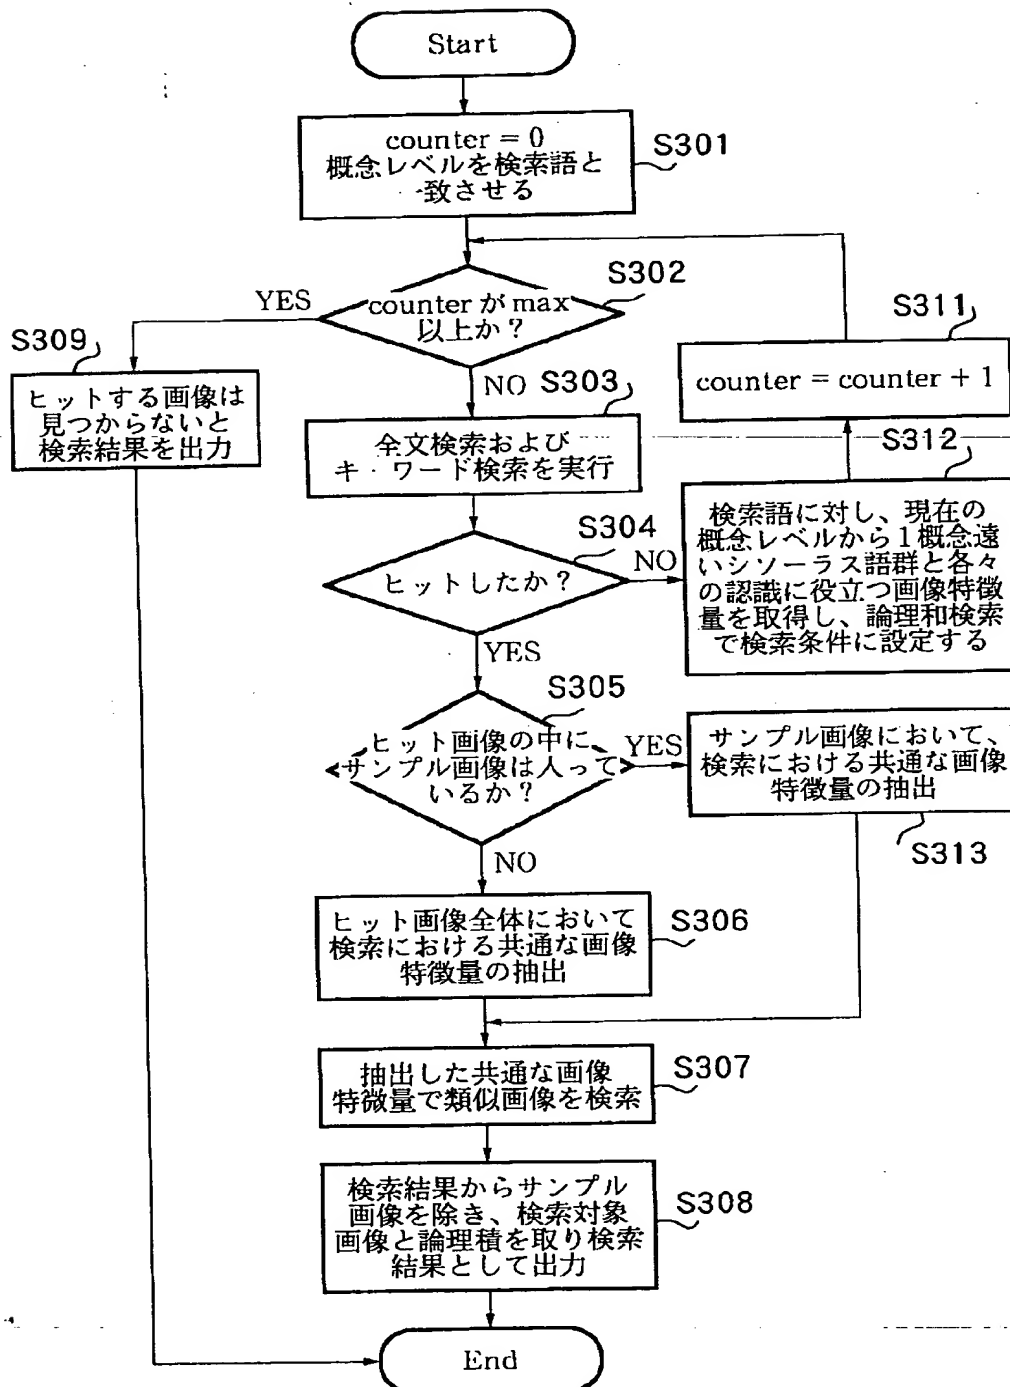 Start
counter = 0
概念レベルを検索語と
一致させる
S301
S302
YES
counter が max
以上か？
S311
S309
counter = counter + 1
NO
S303
ヒットする画像は
見つからないと
検索結果を出力
全文検索および
キーワード検索を実行
S312
S304
検索語に対し、現在の
概念レベルから1概念遠
いシソーラス語群と各々
の認識に役立つ画像特徴
量を取得し、論理和検索
で検索条件に設定する
ヒットしたか？
NO
YES
S305
ヒット画像の中に
サンプル画像は入って
いるか？
YES
サンプル画像において、
検索における共通な画像
特徴量の抽出
S313
NO
ヒット画像全体において
検索における共通な画像
特徴量の抽出
S306
抽出した共通な画像
特徴量で類似画像を検索
S307
検索結果からサンプル
画像を除き、検索対象
画像と論理積を取り検索
結果として出力
S308
End